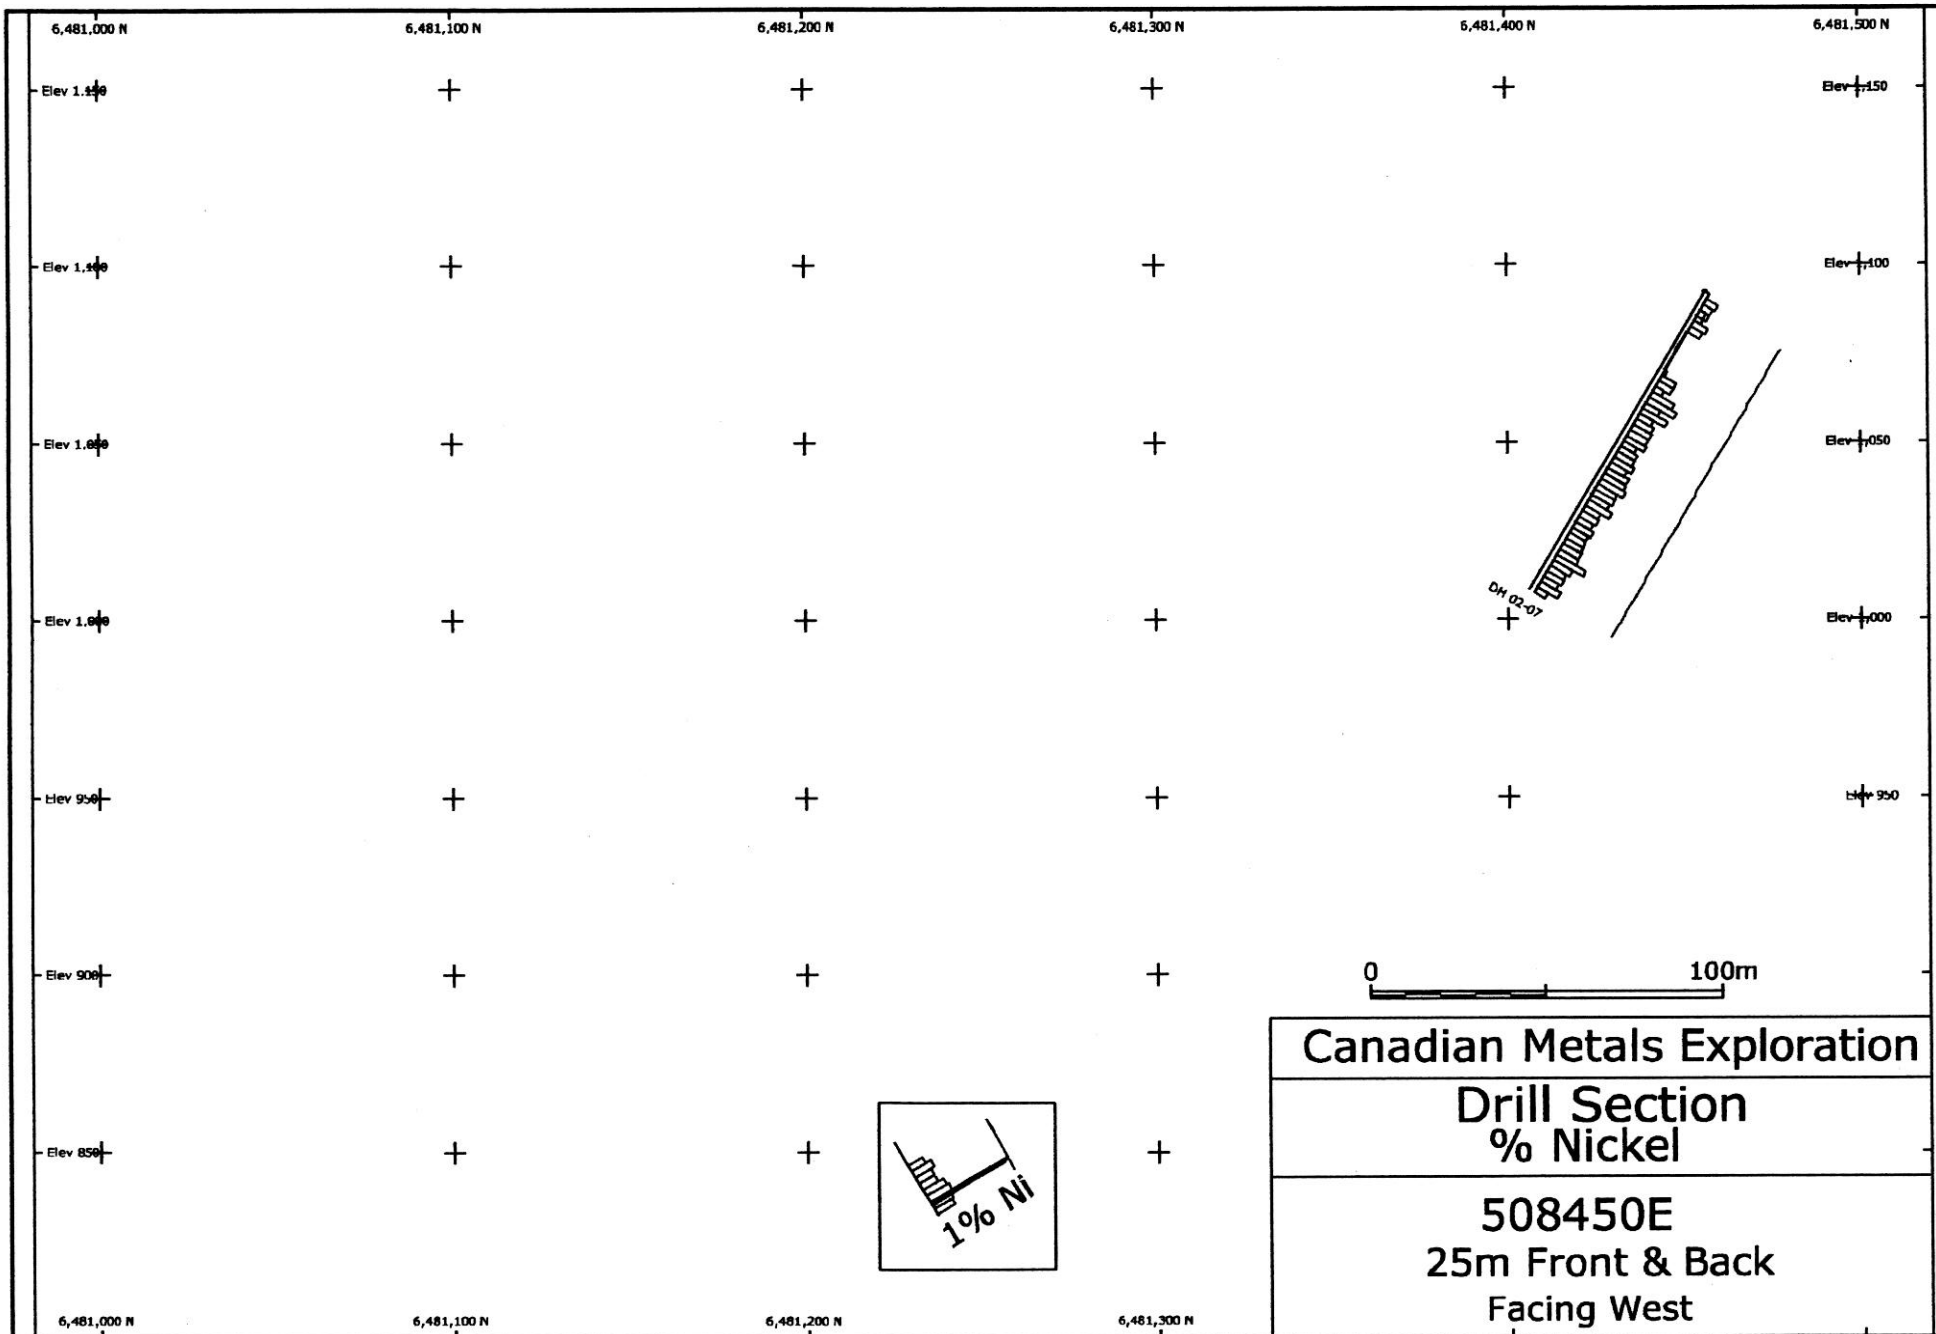 6,481,000 N 6,481,100 N 6,481,200 N 6,481,300 N 6,481,400 N 6,481,500 N
Elev 1,150 Elev 1,150
Elev 1,100 Elev 1,100
Elev 1,050 Elev 1,050
DH 02-07
Elev 1,000 Elev 1,000
Elev 950 Elev 950
Elev 900
0 100m
Canadian Metals Exploration
Drill Section
% Nickel
Elev 850
1% Ni
508450E
25m Front & Back
Facing West
6,481,000 N 6,481,100 N 6,481,200 N 6,481,300 N